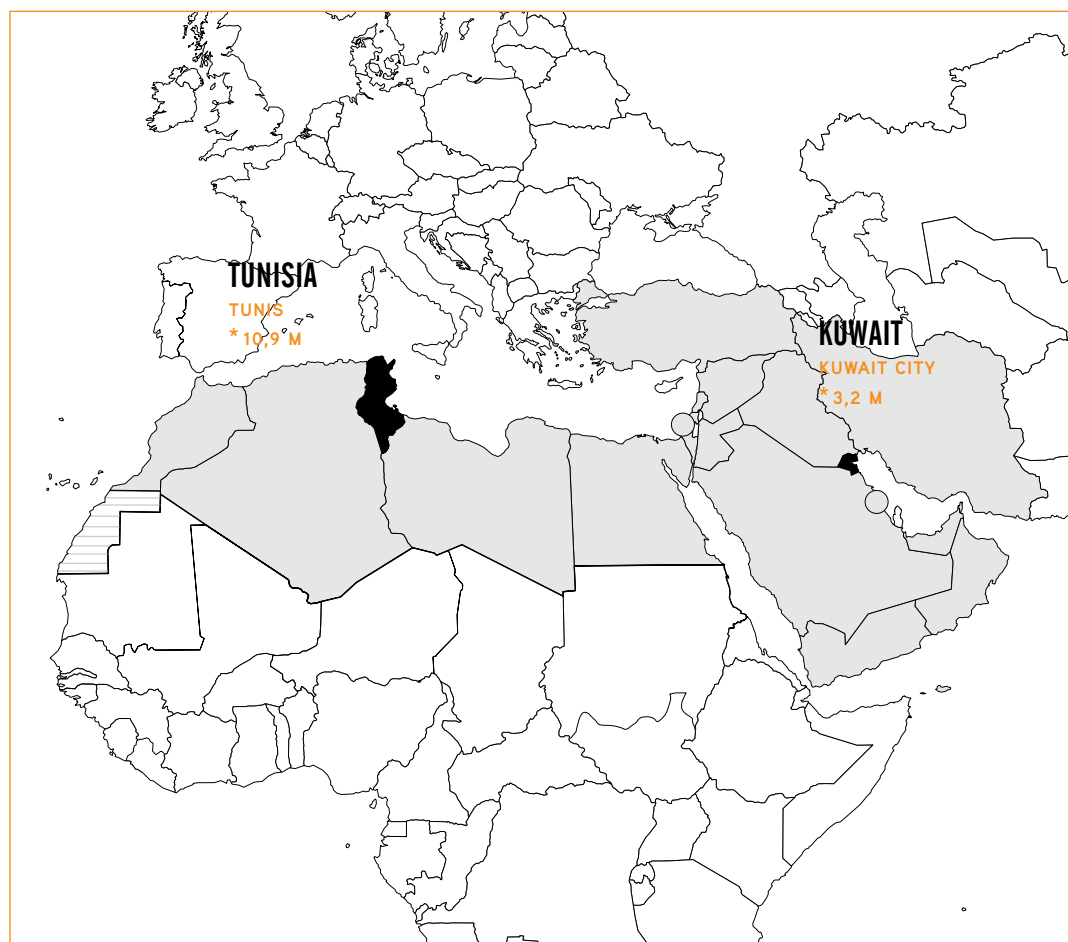 TUNISIA
TUNIS
* 10,9 M
KUWAIT
KUWAIT CITY
* 3,2 M